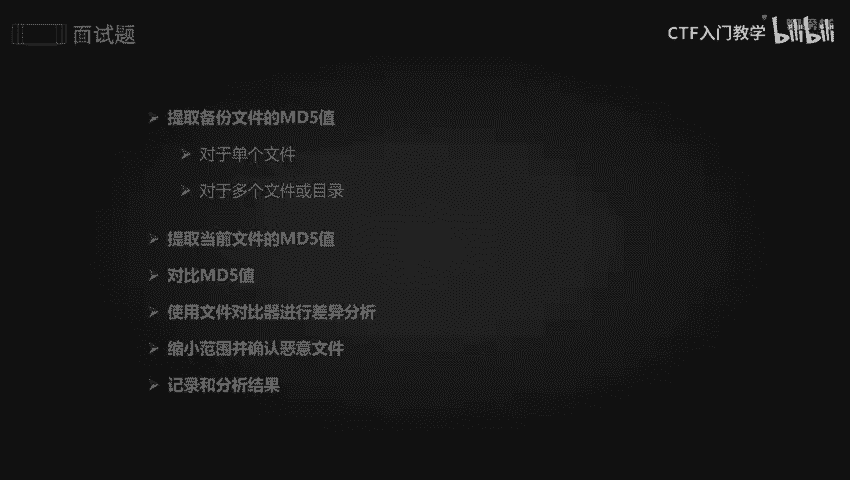 面试题
CTF入门教学 bilibili
提取备份文件的MD5值
对于单个文件
对于多个文件或目录
提取当前文件的MD5值
对比MD5值
使用文件对比器进行差异分析
缩小范围并确认恶意文件
记录和分析结果